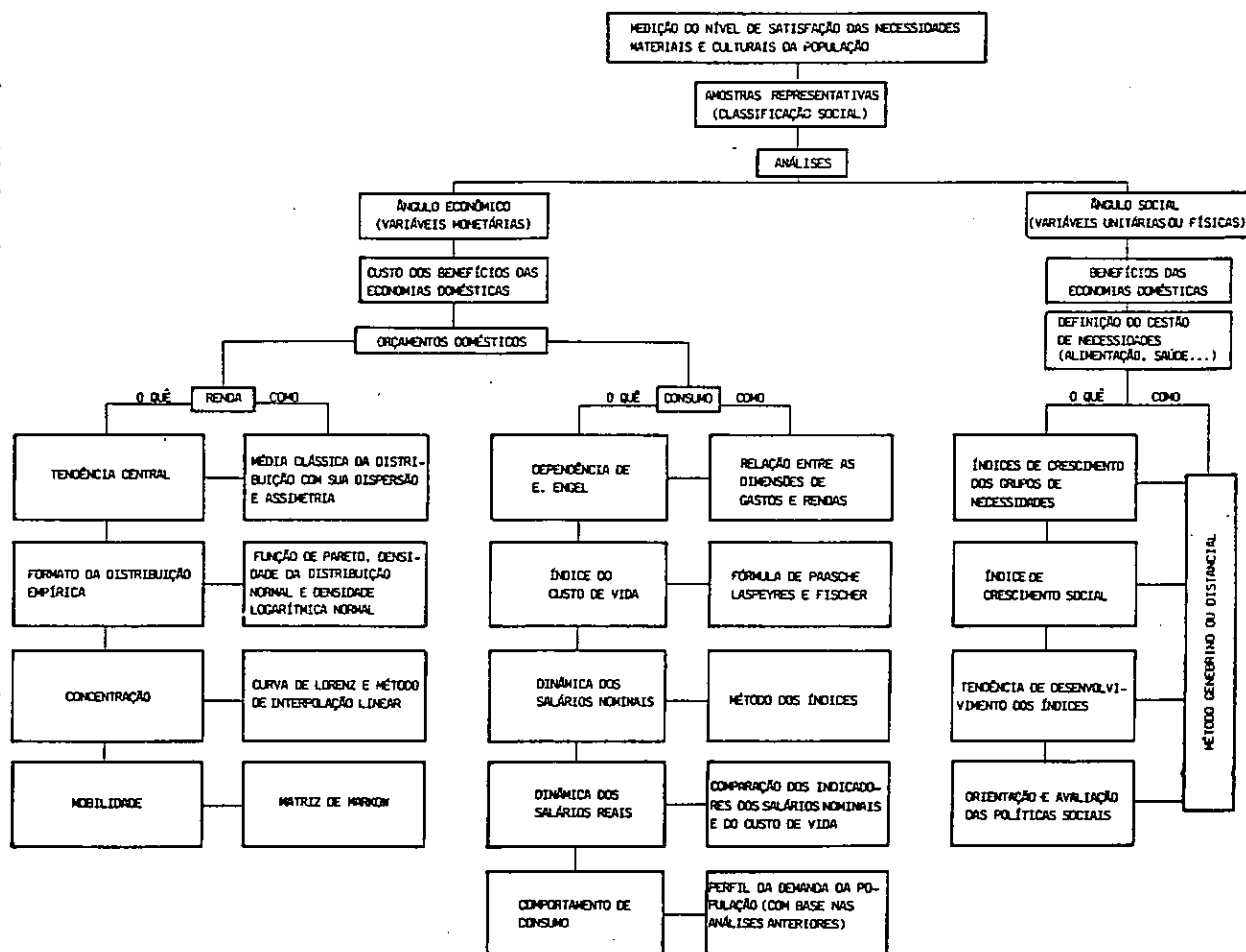 MEDIÇÃO DO NÍVEL DE SATISFAÇÃO DAS NECESSIDADES
MATERIAIS E CULTURAIS DA POPULAÇÃO
AMOSTRAS REPRESENTATIVAS
(CLASSIFICAÇÃO SOCIAL)
ANÁLISES
ÂNGULO ECONÔMICO
(VARIÁVEIS MONETÁRIAS)
CUSTO DOS BENEFÍCIOS DAS
ECONOMIAS DOMÉSTICAS
ORÇAMENTOS DOMÉSTICOS
O QUÊ
RENDA
COMO
TENDÊNCIA CENTRAL
MÉDIA CLÁSSICA DA DISTRI-
BUIÇÃO COM SUA DISPERSÃO
E ASSIMETRIA
FORMATO DA DISTRIBUIÇÃO
EMPÍRICA
FUNÇÃO DE PARETO, DENSI-
DADE DA DISTRIBUIÇÃO
NORMAL E DENSIDADE
LOGARÍTMICA NORMAL
CONCENTRAÇÃO
CURVA DE LORENZ E MÉTODO
DE INTERPOLAÇÃO LINEAR
MOBILIDADE
MATRIZ DE MARKOW
O QUÊ
CONSUMO
COMO
DEPENDÊNCIA DE
E. ENGEL
RELAÇÃO ENTRE AS
DIMENSÕES DE
GASTOS E RENDAS
ÍNDICE DO
CUSTO DE VIDA
FÓRMULA DE PAASCHE
LASPEYRES E FISCHER
DINÂMICA DOS
SALÁRIOS NOMINAIS
MÉTODO DOS ÍNDICES
DINÂMICA DOS
SALÁRIOS REAIS
COMPARAÇÃO DOS INDICADO-
RES DOS SALÁRIOS NOMINAIS
E DO CUSTO DE VIDA
COMPORTAMENTO DE
CONSUMO
PERFIL DA DEMANDA DA PO-
PULAÇÃO (COM BASE NAS
ANÁLISES ANTERIORES)
ÂNGULO SOCIAL
(VARIÁVEIS UNITÁRIAS OU FÍSICAS)
BENEFÍCIOS DAS
ECONOMIAS DOMÉSTICAS
DEFINIÇÃO DO CESTÃO
DE NECESSIDADES
(ALIMENTAÇÃO, SAÚDE...)
O QUÊ
COMO
ÍNDICES DE CRESCIMENTO
DOS GRUPOS DE
NECESSIDADES
ÍNDICE DE
CRESCIMENTO SOCIAL
TENDÊNCIA DE DESENVOLVI-
VIMENTO DOS ÍNDICES
ORIENTAÇÃO E AVALIAÇÃO
DAS POLÍTICAS SOCIAIS
MÉTODO GENEBRINO OU DISTANCIAL